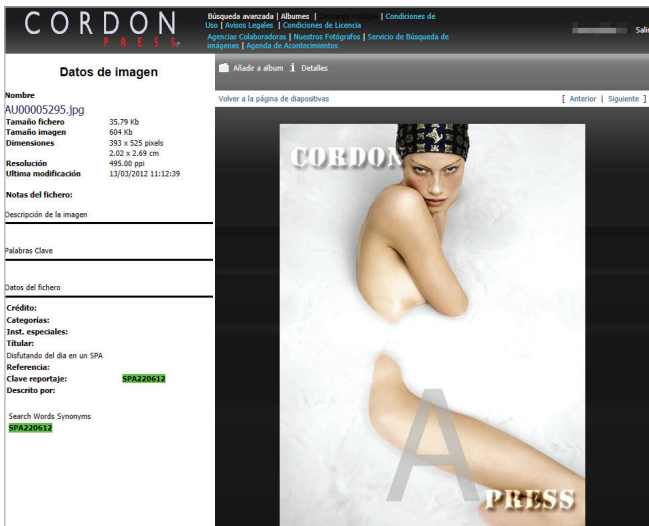 CORDON
PRESS®
Búsqueda avanzada | Albumes | | Condiciones de
Uso | Avisos Legales | Condiciones de Licencia
Agencias Colaboradoras | Nuestros Fotógrafos | Servicio de Búsqueda de
imágenes | Agenda de Acontecimientos
Salir
Datos de imagen
Añadir a album i Detalles
Volver a la página de diapositivas [ Anterior | Siguiente ]
Nombre
AU00005295.jpg
Tamaño fichero 35.79 Kb
Tamaño imagen 604 Kb
Dimensiones 393 x 525 pixels
2.02 x 2.69 cm
Resolución 495.00 ppi
Ultima modificación 13/03/2012 11:12:39
Notas del fichero:
Descripción de la imagen
Palabras Clave
Datos del fichero
Crédito:
Categorías:
Inst. especiales:
Titular:
Disfutando del dia en un SPA
Referencia:
Clave reportaje: SPA220612
Descrito por:
Search Words Synonyms
SPA220612
CORDON
A
PRESS